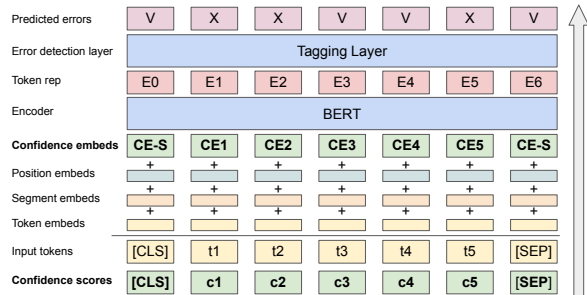 Predicted errors V X X V V X V
Error detection layer Tagging Layer
Token rep E0 E1 E2 E3 E4 E5 E6
Encoder BERT
Confidence embeds CE-S CE1 CE2 CE3 CE4 CE5 CE-S
+ + + + + + +
Position embeds
+ + + + + + +
Segment embeds
+ + + + + + +
Token embeds
Input tokens [CLS] t1 t2 t3 t4 t5 [SEP]
Confidence scores [CLS] c1 c2 c3 c4 c5 [SEP]